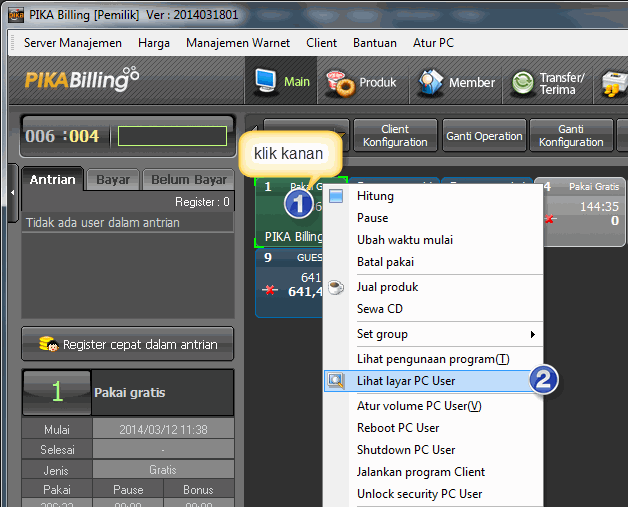 PIKA Billing [Pemilik] Ver : 2014031801
Server Manajemen Harga Manajemen Warnet Client Bantuan Atur PC
PIKABilling
Main
Produk
Member
Transfer/
Terima
006 : 004
Client
Konfiguration
Ganti Operation
Ganti
Konfiguration
klik kanan
Antrian Bayar Belum Bayar
Register : 0
Tidak ada user dalam antrian
1 Pakai G
1
PIKA Billing
4 Pakai Gratis
144:35
0
9 GUES
641
641,4
Hitung
Pause
Ubah waktu mulai
Batal pakai
Jual produk
Sewa CD
Set group
Lihat pengunaan program(T)
Lihat layar PC User
2
Atur volume PC User(V)
Reboot PC User
Shutdown PC User
Jalankan program Client
Unlock security PC User
Register cepat dalam antrian
1 Pakai gratis
Mulai 2014/03/12 11:38
Selesai -
Jenis Gratis
Pakai Pause Bonus